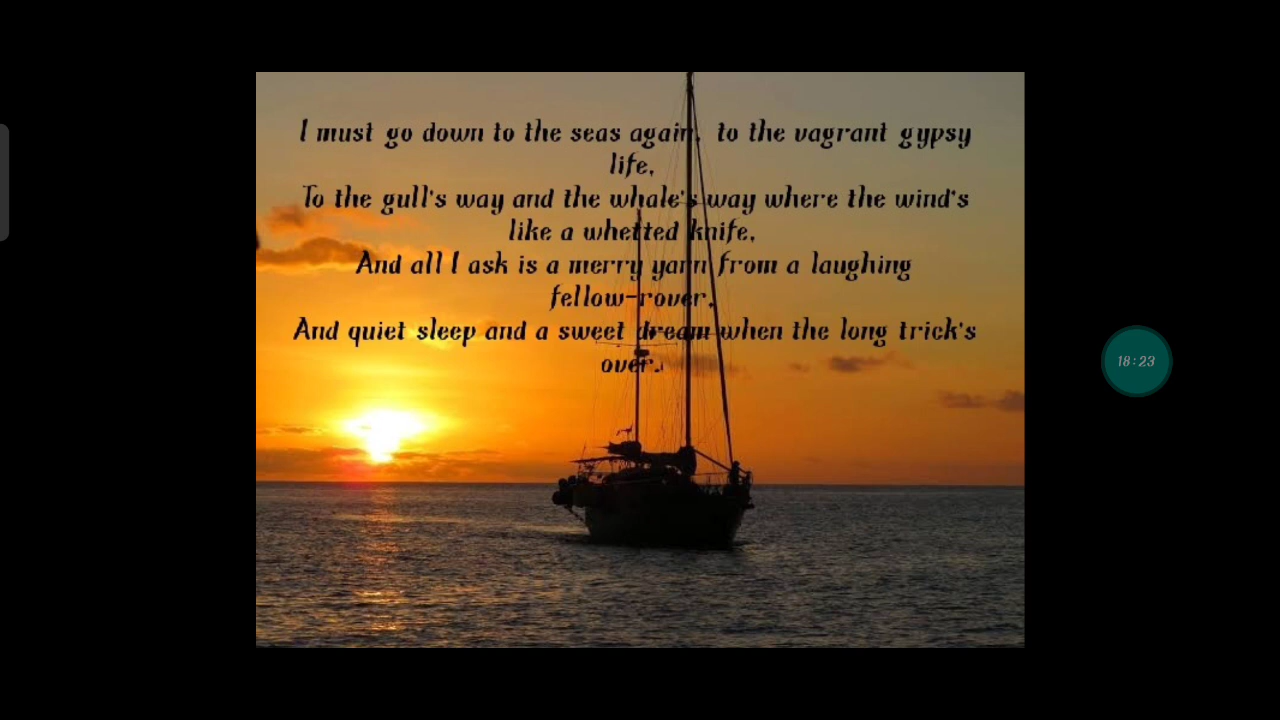 I must go down to the seas again, to the vagrant gypsy
life,
To the gull's way and the whale's way where the wind's
like a whetted knife,
And all I ask is a merry yarn from a laughing
fellow-rover,
And quiet sleep and a sweet dream when the long trick's
over.
18:23